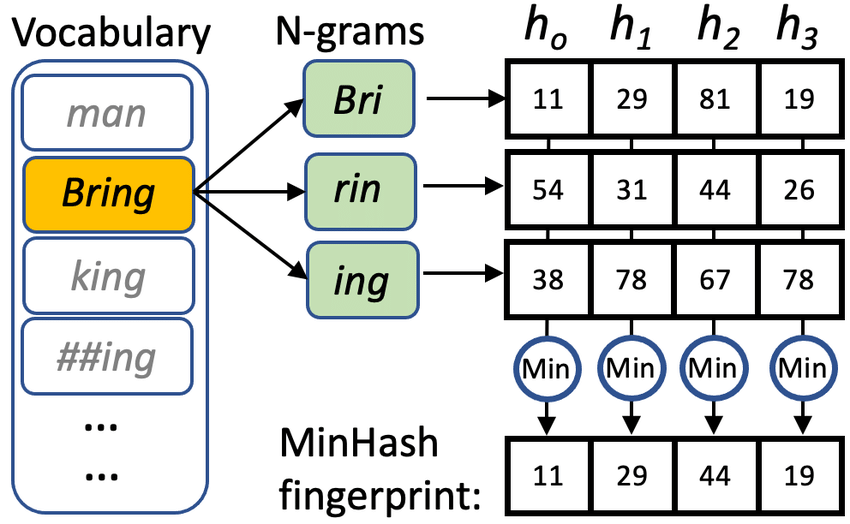 Vocabulary
N-grams
ho h1 h2 h3
man
Bring
king
##ing
...
...
Bri
rin
ing
11 29 81 19
54 31 44 26
38 78 67 78
Min Min Min Min
MinHash
fingerprint:
11 29 44 19